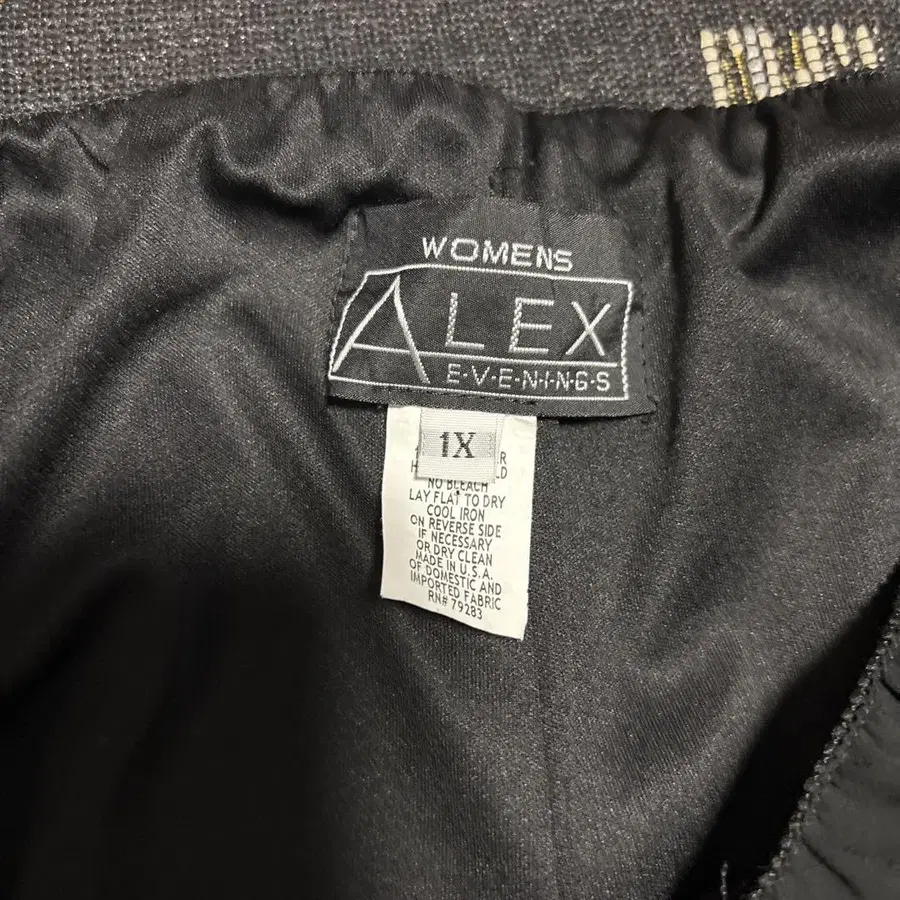 WOMENS
ALEX
E·V·E·N·I·N·G·S
1X
NO BLEACH
LAY FLAT TO DRY
COOL IRON
ON REVERSE SIDE
IF NECESSARY
OR DRY CLEAN
MADE IN U.S.A.
OF DOMESTIC AND
IMPORTED FABRIC
RN# 79283